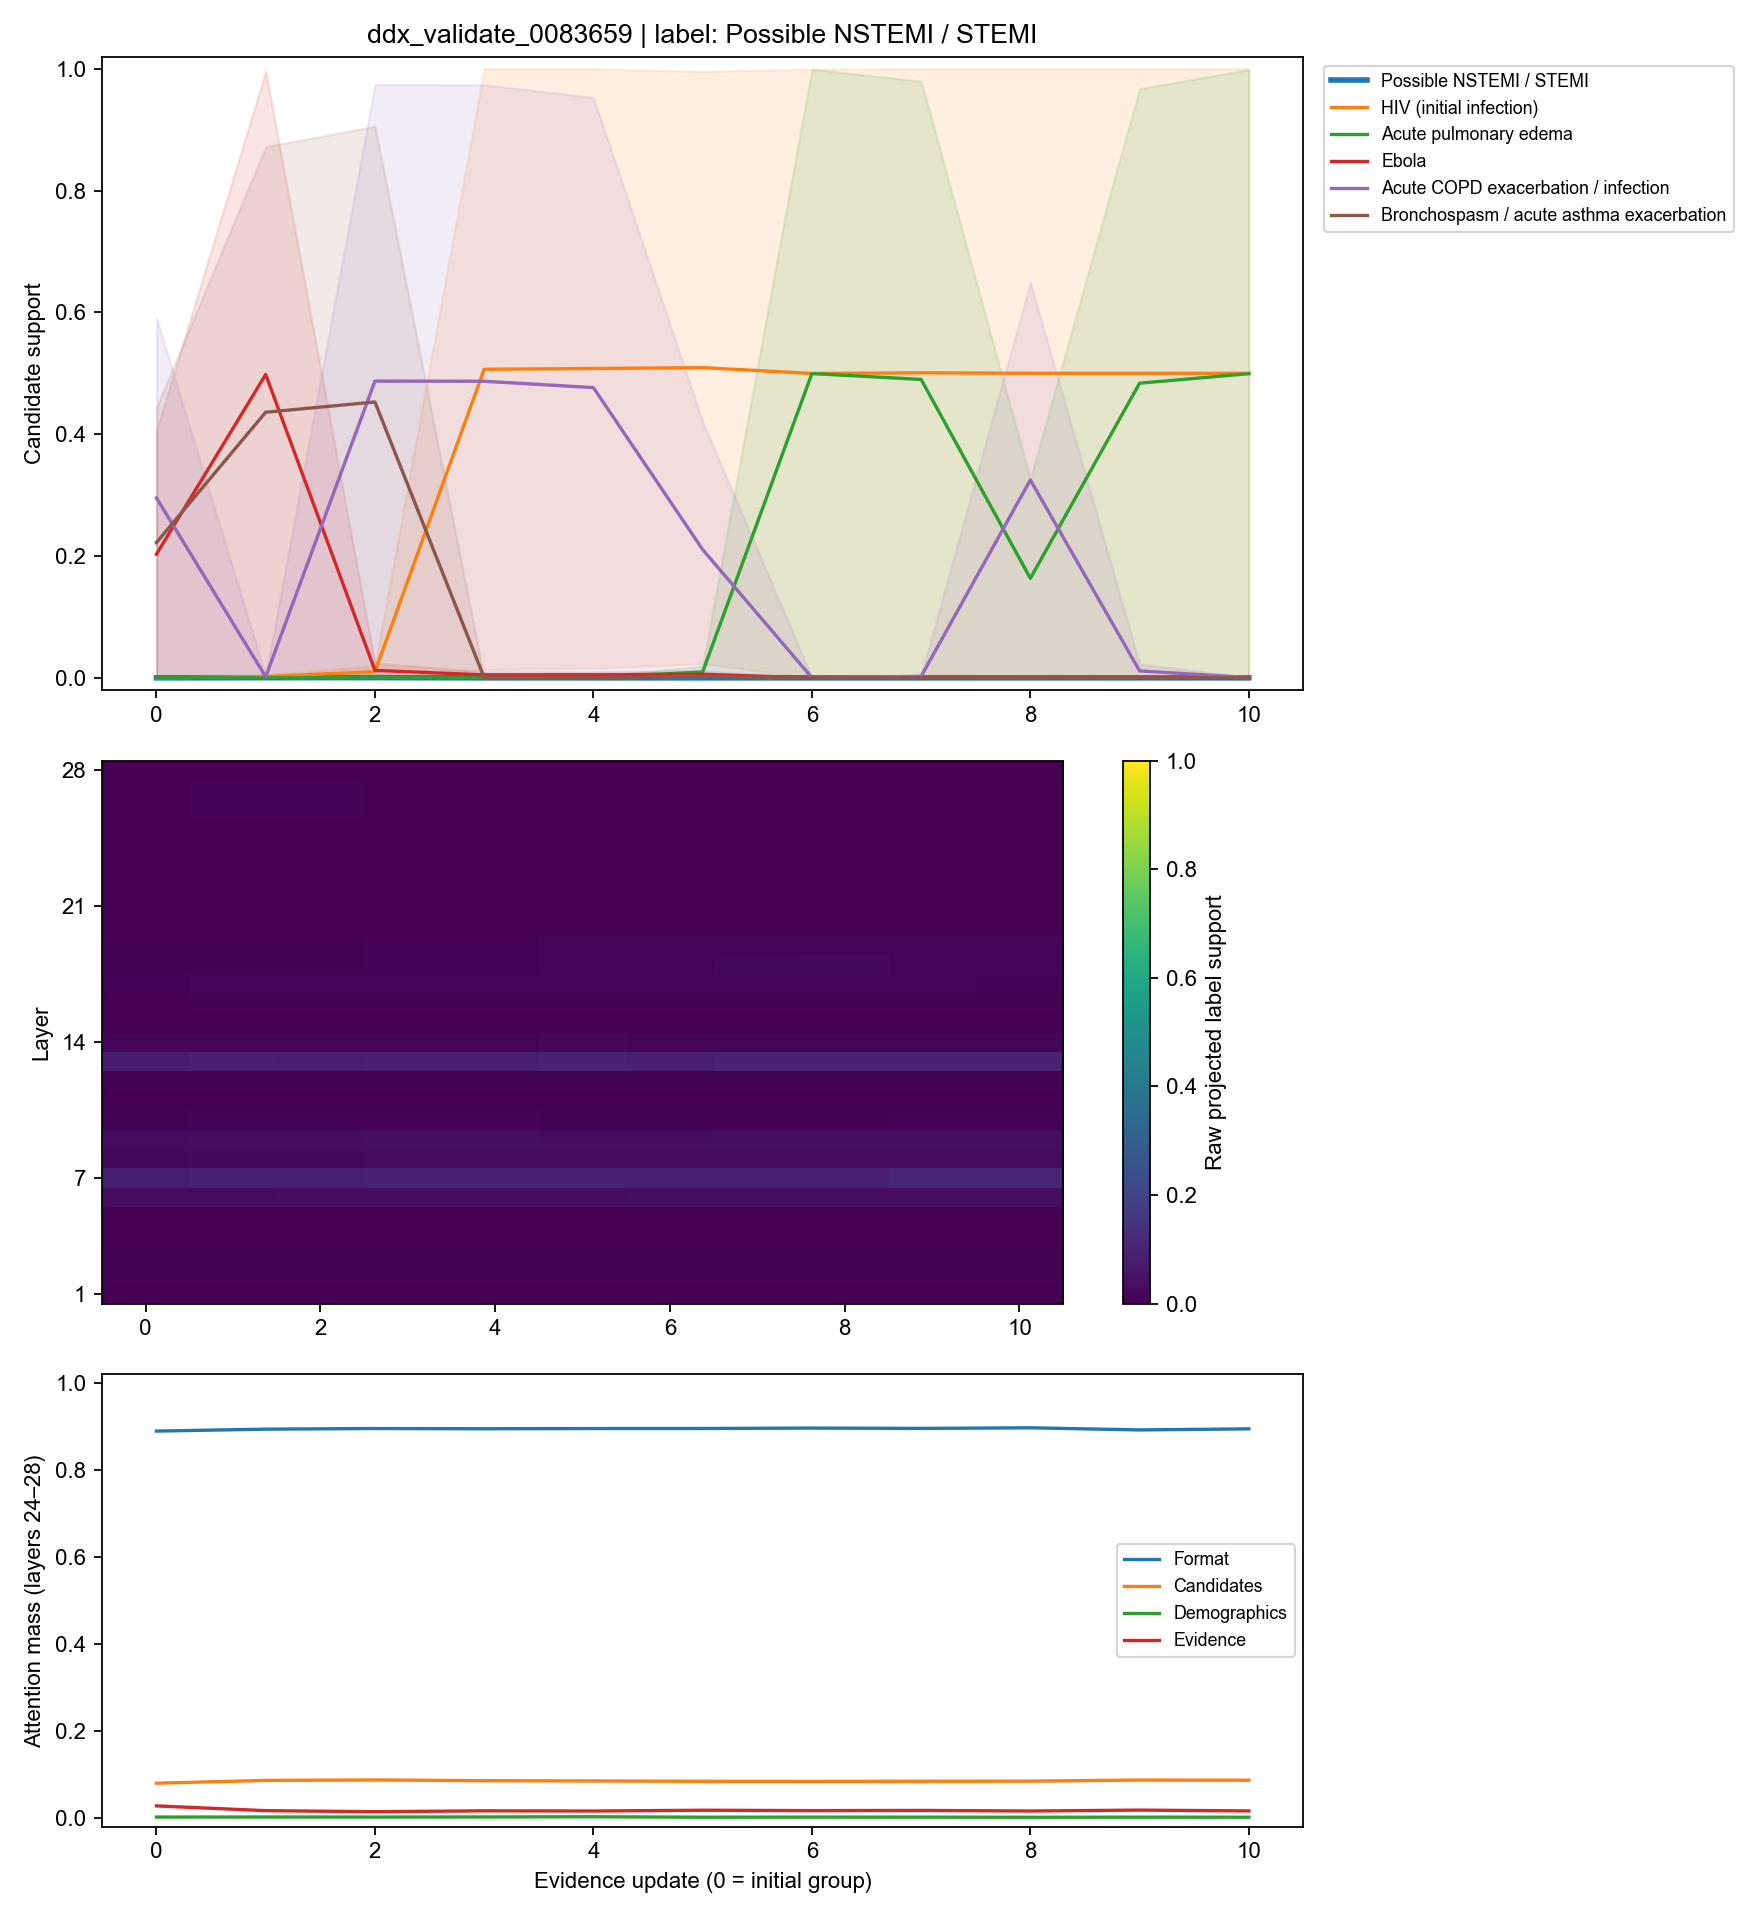 ddx_validate_0083659 | label: Possible NSTEMI / STEMI
Candidate support
1.0
0.8
0.6
0.4
0.2
0.0
0 2 4 6 8 10
Possible NSTEMI / STEMI
HIV (initial infection)
Acute pulmonary edema
Ebola
Acute COPD exacerbation / infection
Bronchospasm / acute asthma exacerbation
Layer
28
21
14
7
1
0 2 4 6 8 10
1.0
0.8
0.6
0.4
0.2
0.0
Raw projected label support
Attention mass (layers 24–28)
1.0
0.8
0.6
0.4
0.2
0.0
0 2 4 6 8 10
Format
Candidates
Demographics
Evidence
Evidence update (0 = initial group)